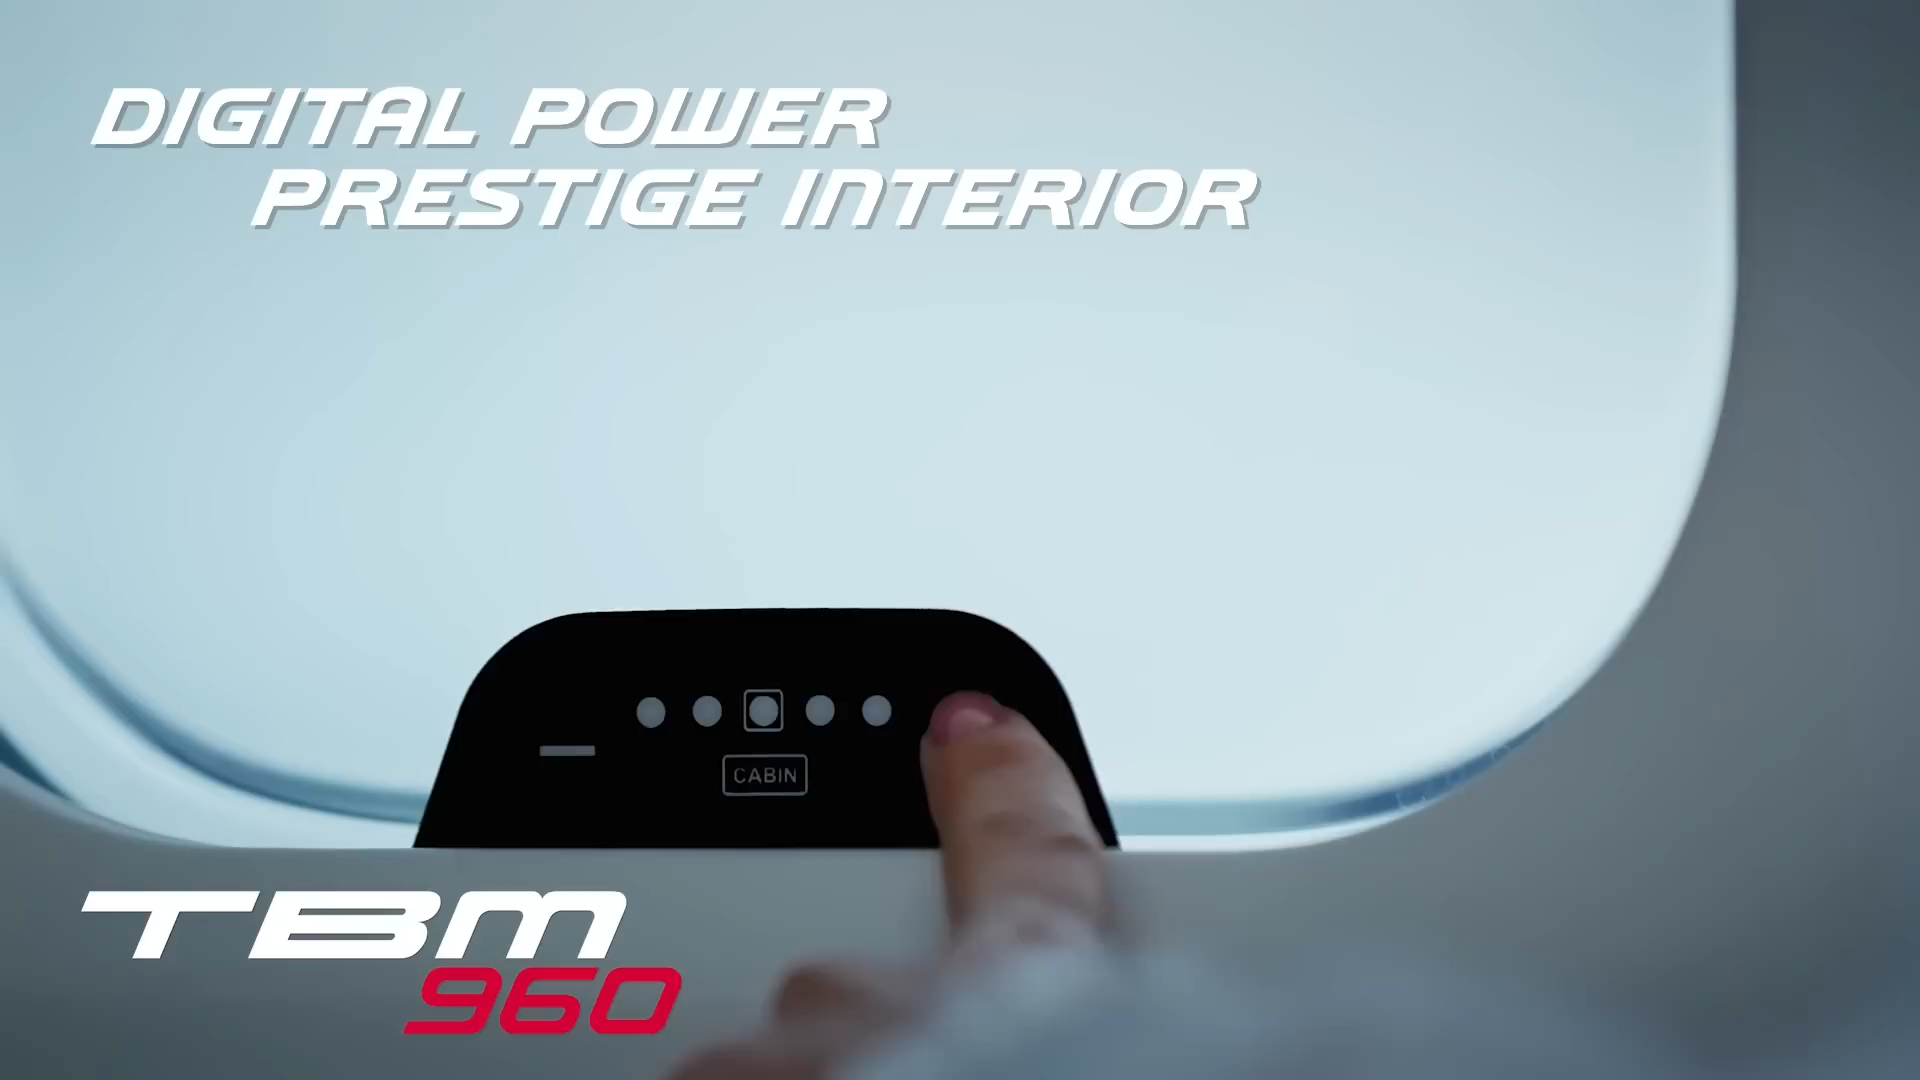 DIGITAL POWER
PRESTIGE INTERIOR
CABIN
TBM
960